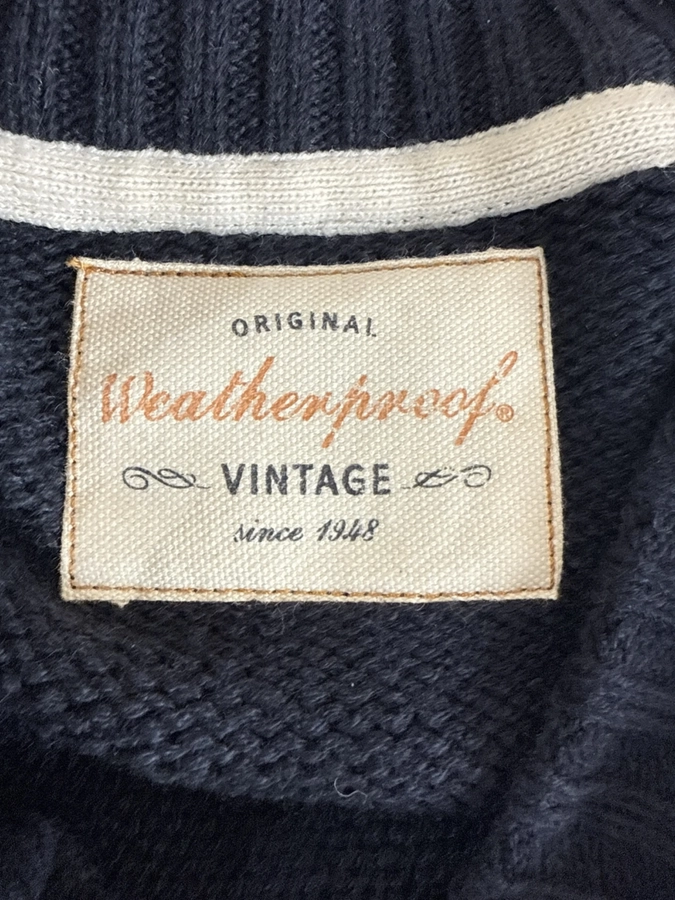 ORIGINAL
Weatherproof®
VINTAGE
since 1948